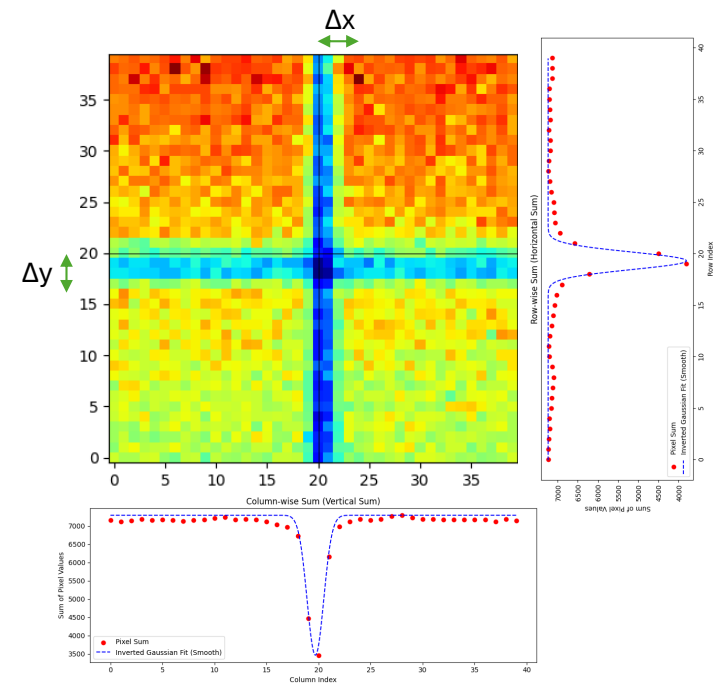 Δx
Δy
35
30
25
20
15
10
5
0
0 5 10 15 20 25 30 35
Row-wise Sum (Horizontal Sum)
40
35
30
25
20
15
10
5
0
Row Index
Pixel Sum
Inverted Gaussian Fit (Smooth)
7000 6500 6000 5500 5000 4500 4000
Sum of Pixel Values
Column-wise Sum (Vertical Sum)
7000
6500
6000
5500
5000
4500
4000
3500
Sum of Pixel Values
Pixel Sum
Inverted Gaussian Fit (Smooth)
0 5 10 15 20 25 30 35 40
Column Index